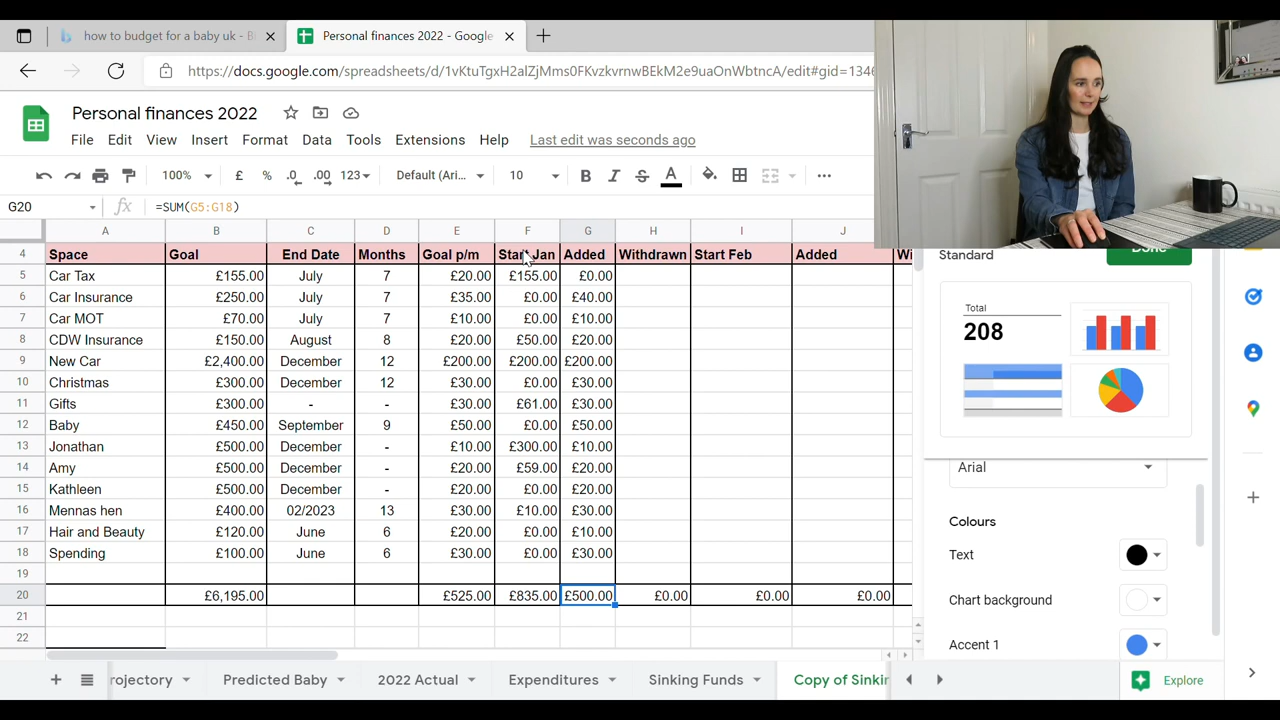 how to budget for a baby uk - Bi
Personal finances 2022 - Google
https://docs.google.com/spreadsheets/d/1vKtuTgxH2alZjMms0FKvzkvrnwBEkM2e9uaOnWbtncA/edit#gid=1346
Personal finances 2022
File Edit View Insert Format Data Tools Extensions Help Last edit was seconds ago
100% £ % .0 .00 123 Default (Ari... 10 B I S A
G20 fx =SUM(G5:G18)
A B C D E F G H I J
4 Space Goal End Date Months Goal p/m Start Jan Added Withdrawn Start Feb Added Wi
5 Car Tax £155.00 July 7 £20.00 £155.00 £0.00
6 Car Insurance £250.00 July 7 £35.00 £0.00 £40.00
7 Car MOT £70.00 July 7 £10.00 £0.00 £10.00
8 CDW Insurance £150.00 August 8 £20.00 £50.00 £20.00
9 New Car £2,400.00 December 12 £200.00 £200.00 £200.00
10 Christmas £300.00 December 12 £30.00 £0.00 £30.00
11 Gifts £300.00 - - £30.00 £61.00 £30.00
12 Baby £450.00 September 9 £50.00 £0.00 £50.00
13 Jonathan £500.00 December - £10.00 £300.00 £10.00
14 Amy £500.00 December - £20.00 £59.00 £20.00
15 Kathleen £500.00 December - £20.00 £0.00 £20.00
16 Mennas hen £400.00 02/2023 13 £30.00 £10.00 £30.00
17 Hair and Beauty £120.00 June 6 £20.00 £0.00 £10.00
18 Spending £100.00 June 6 £30.00 £0.00 £30.00
19
20 £6,195.00 £525.00 £835.00 £500.00 £0.00 £0.00 £0.00
21
22
Standard Done
Total
208
Arial
Colours
Text
Chart background
Accent 1
rojectory Predicted Baby 2022 Actual Expenditures Sinking Funds Copy of Sinkin Explore